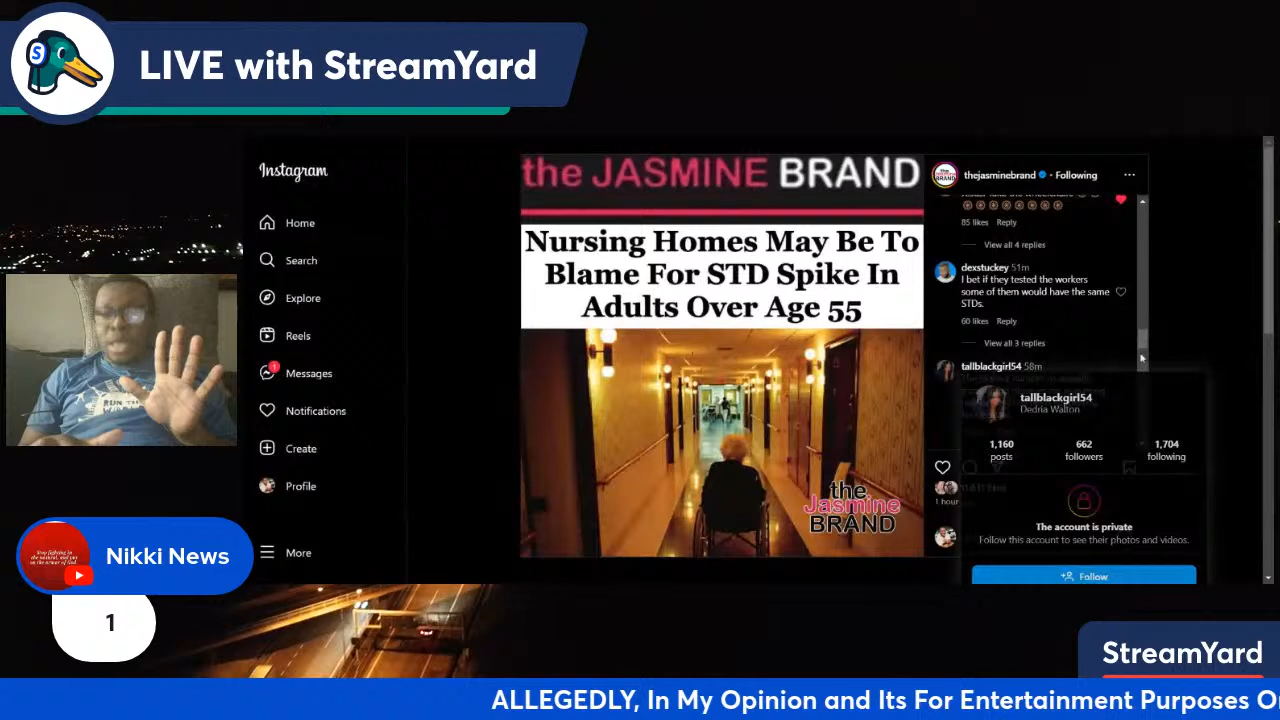 LIVE with StreamYard
Instagram
Home
Search
Explore
Reels
1
Messages
Notifications
Create
Profile
More
the JASMINE BRAND
Nursing Homes May Be To
Blame For STD Spike In
Adults Over Age 55
the
Jasmine
BRAND
thejasminebrand • Following
85 likes Reply
View all 4 replies
dexstuckey 51m
I bet if they tested the workers
some of them would have the same
STDs.
60 likes Reply
View all 3 replies
tallblackgirl54 58m
tallblackgirl54
Dedria Walton
1,160 662 1,704
posts followers following
1 hour
The account is private
Follow this account to see their photos and videos.
Follow
Nikki News
1
StreamYard
ALLEGEDLY, In My Opinion and Its For Entertainment Purposes